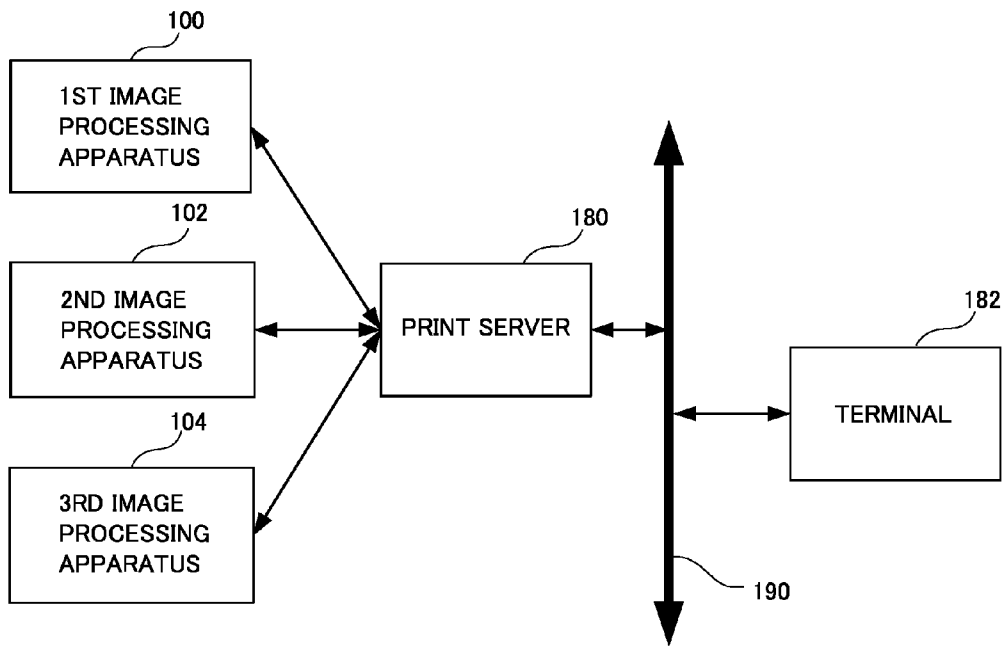 100
1ST IMAGE
PROCESSING
APPARATUS
102
2ND IMAGE
PROCESSING
APPARATUS
104
3RD IMAGE
PROCESSING
APPARATUS
180
PRINT SERVER
190
182
TERMINAL